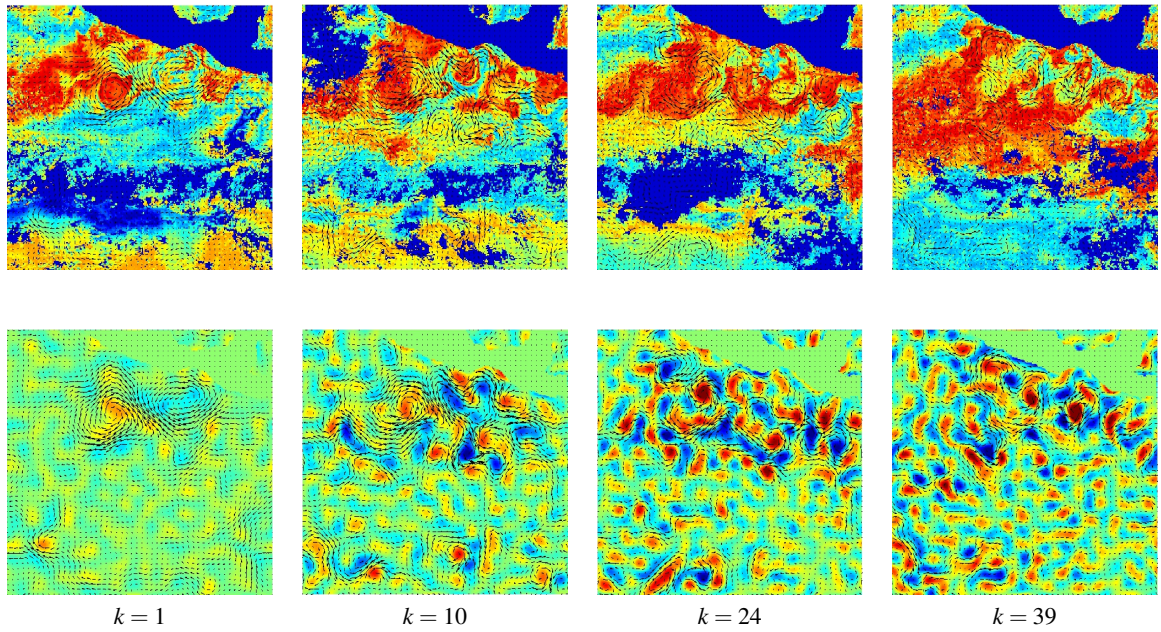 k = 1
k = 10
k = 24
k = 39